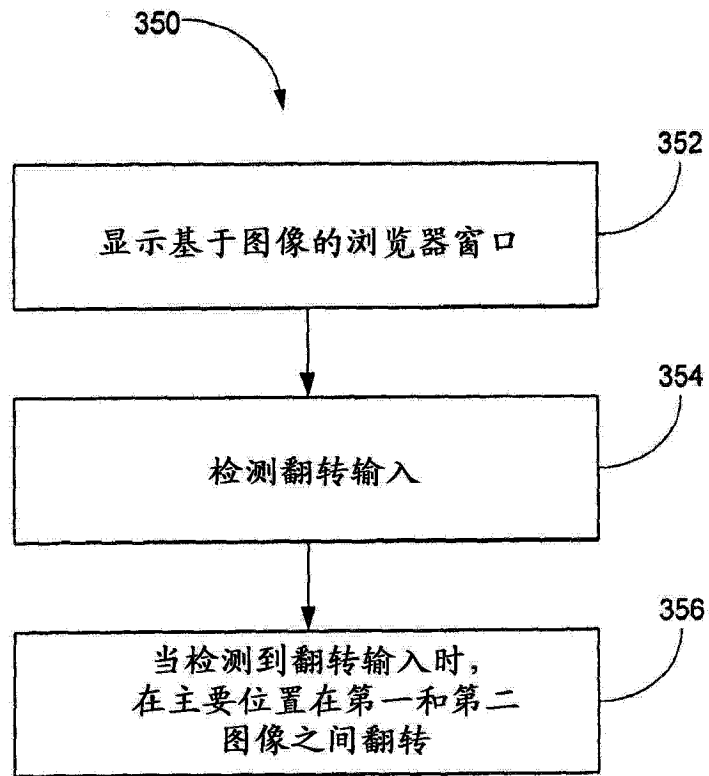 350
352
显示基于图像的浏览器窗口
354
检测翻转输入
356
当检测到翻转输入时,
在主要位置在第一和第二
图像之间翻转